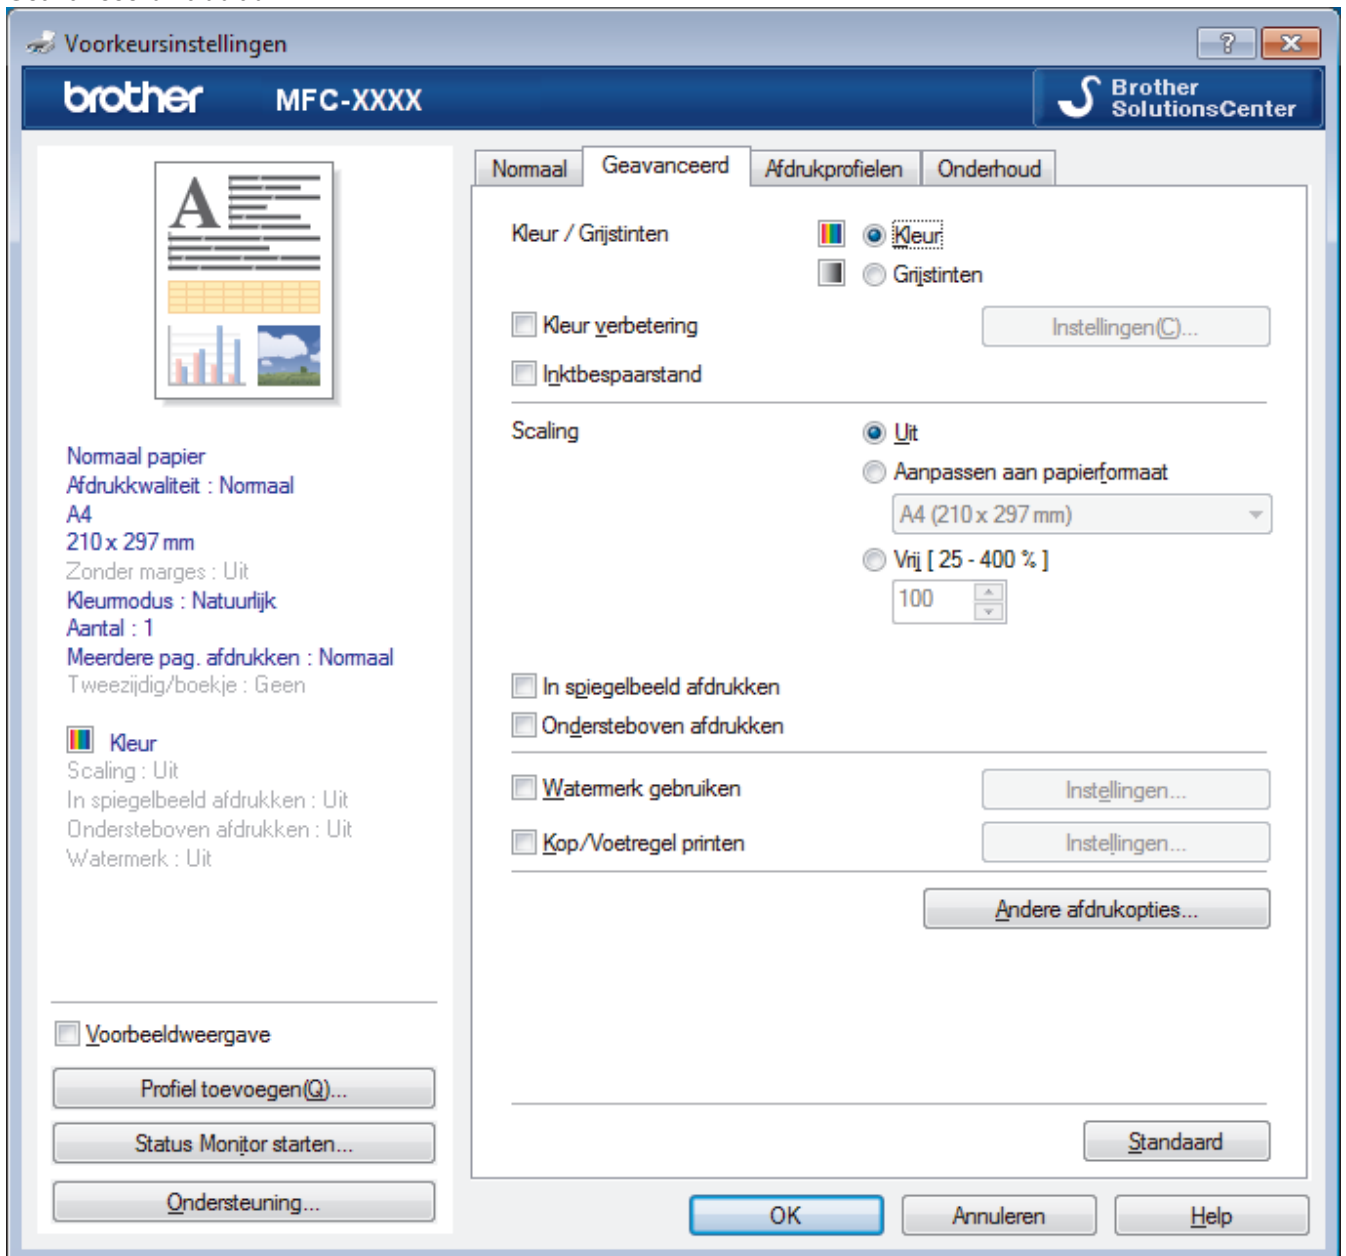 Voorkeursinstellingen
brother MFC-XXXX
Brother
SolutionsCenter
A
Normaal papier
Afdrukkwaliteit : Normaal
A4
210 x 297 mm
Zonder marges : Uit
Kleurmodus : Natuurlijk
Aantal : 1
Meerdere pag. afdrukken : Normaal
Tweezijdig/boekje : Geen
Kleur
Scaling : Uit
In spiegelbeeld afdrukken : Uit
Ondersteboven afdrukken : Uit
Watermerk : Uit
Voorbeeldweergave
Profiel toevoegen(Q)...
Status Monitor starten...
Ondersteuning...
Normaal Geavanceerd Afdrukprofielen Onderhoud
Kleur / Grijstinten Kleur
Grijstinten
Kleur verbetering Instellingen(C)...
Inktbespaarstand
Scaling Uit
Aanpassen aan papierformaat
A4 (210 x 297 mm)
Vrij [ 25 - 400 % ]
100
In spiegelbeeld afdrukken
Ondersteboven afdrukken
Watermerk gebruiken Instellingen...
Kop/Voetregel printen Instellingen...
Andere afdrukopties...
Standaard
OK Annuleren Help